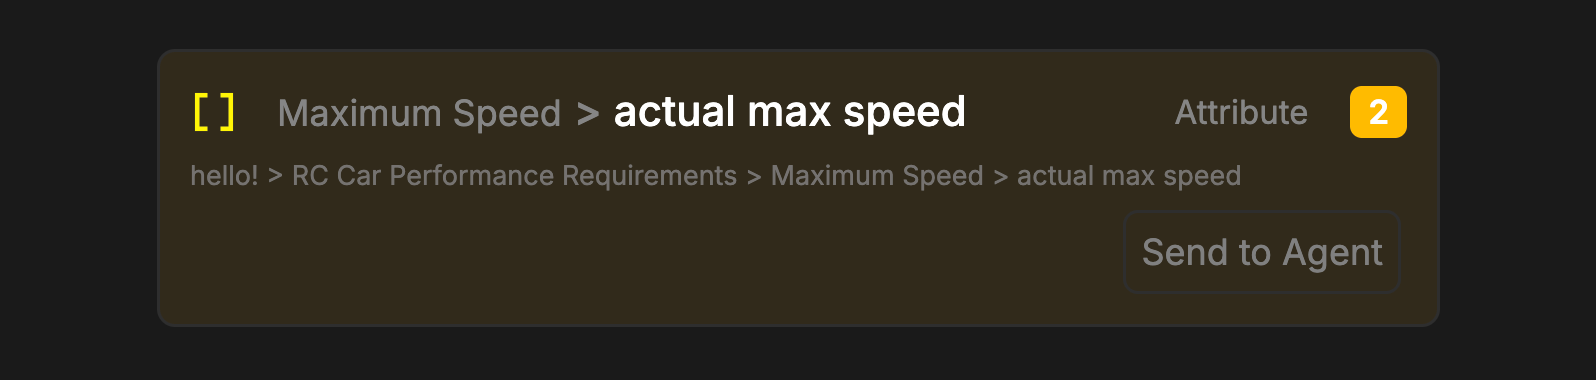 [] Maximum Speed > actual max speed Attribute 2
hello! > RC Car Performance Requirements > Maximum Speed > actual max speed
Send to Agent